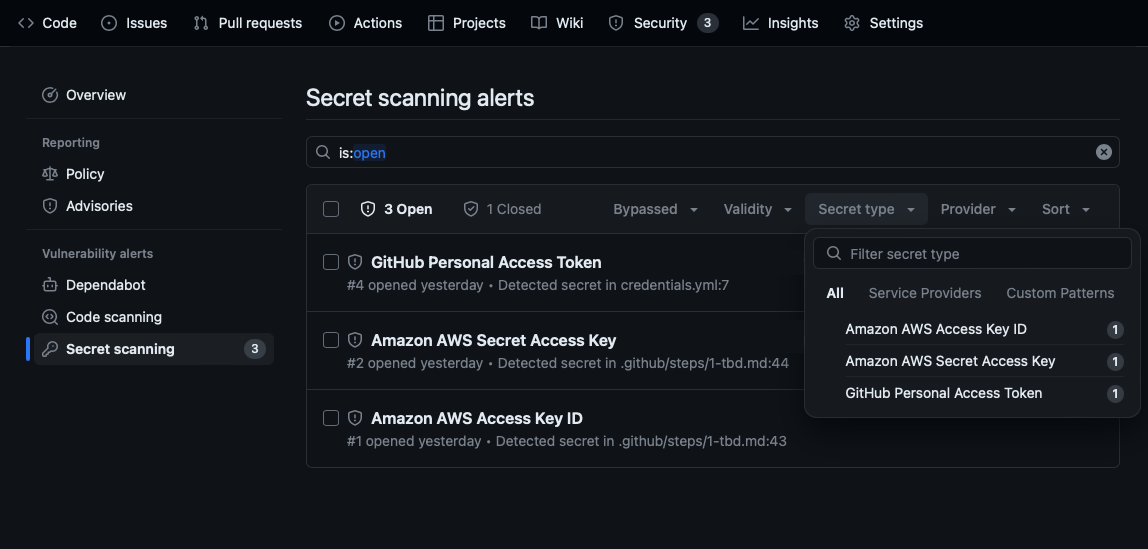 Code Issues Pull requests Actions Projects Wiki Security 3 Insights Settings
Overview
Reporting
Policy
Advisories
Vulnerability alerts
Dependabot
Code scanning
Secret scanning 3
Secret scanning alerts
is:open
3 Open 1 Closed Bypassed Validity Secret type Provider Sort
GitHub Personal Access Token
#4 opened yesterday • Detected secret in credentials.yml:7
Amazon AWS Secret Access Key
#2 opened yesterday • Detected secret in .github/steps/1-tbd.md:44
Amazon AWS Access Key ID
#1 opened yesterday • Detected secret in .github/steps/1-tbd.md:43
Filter secret type
All Service Providers Custom Patterns
Amazon AWS Access Key ID 1
Amazon AWS Secret Access Key 1
GitHub Personal Access Token 1